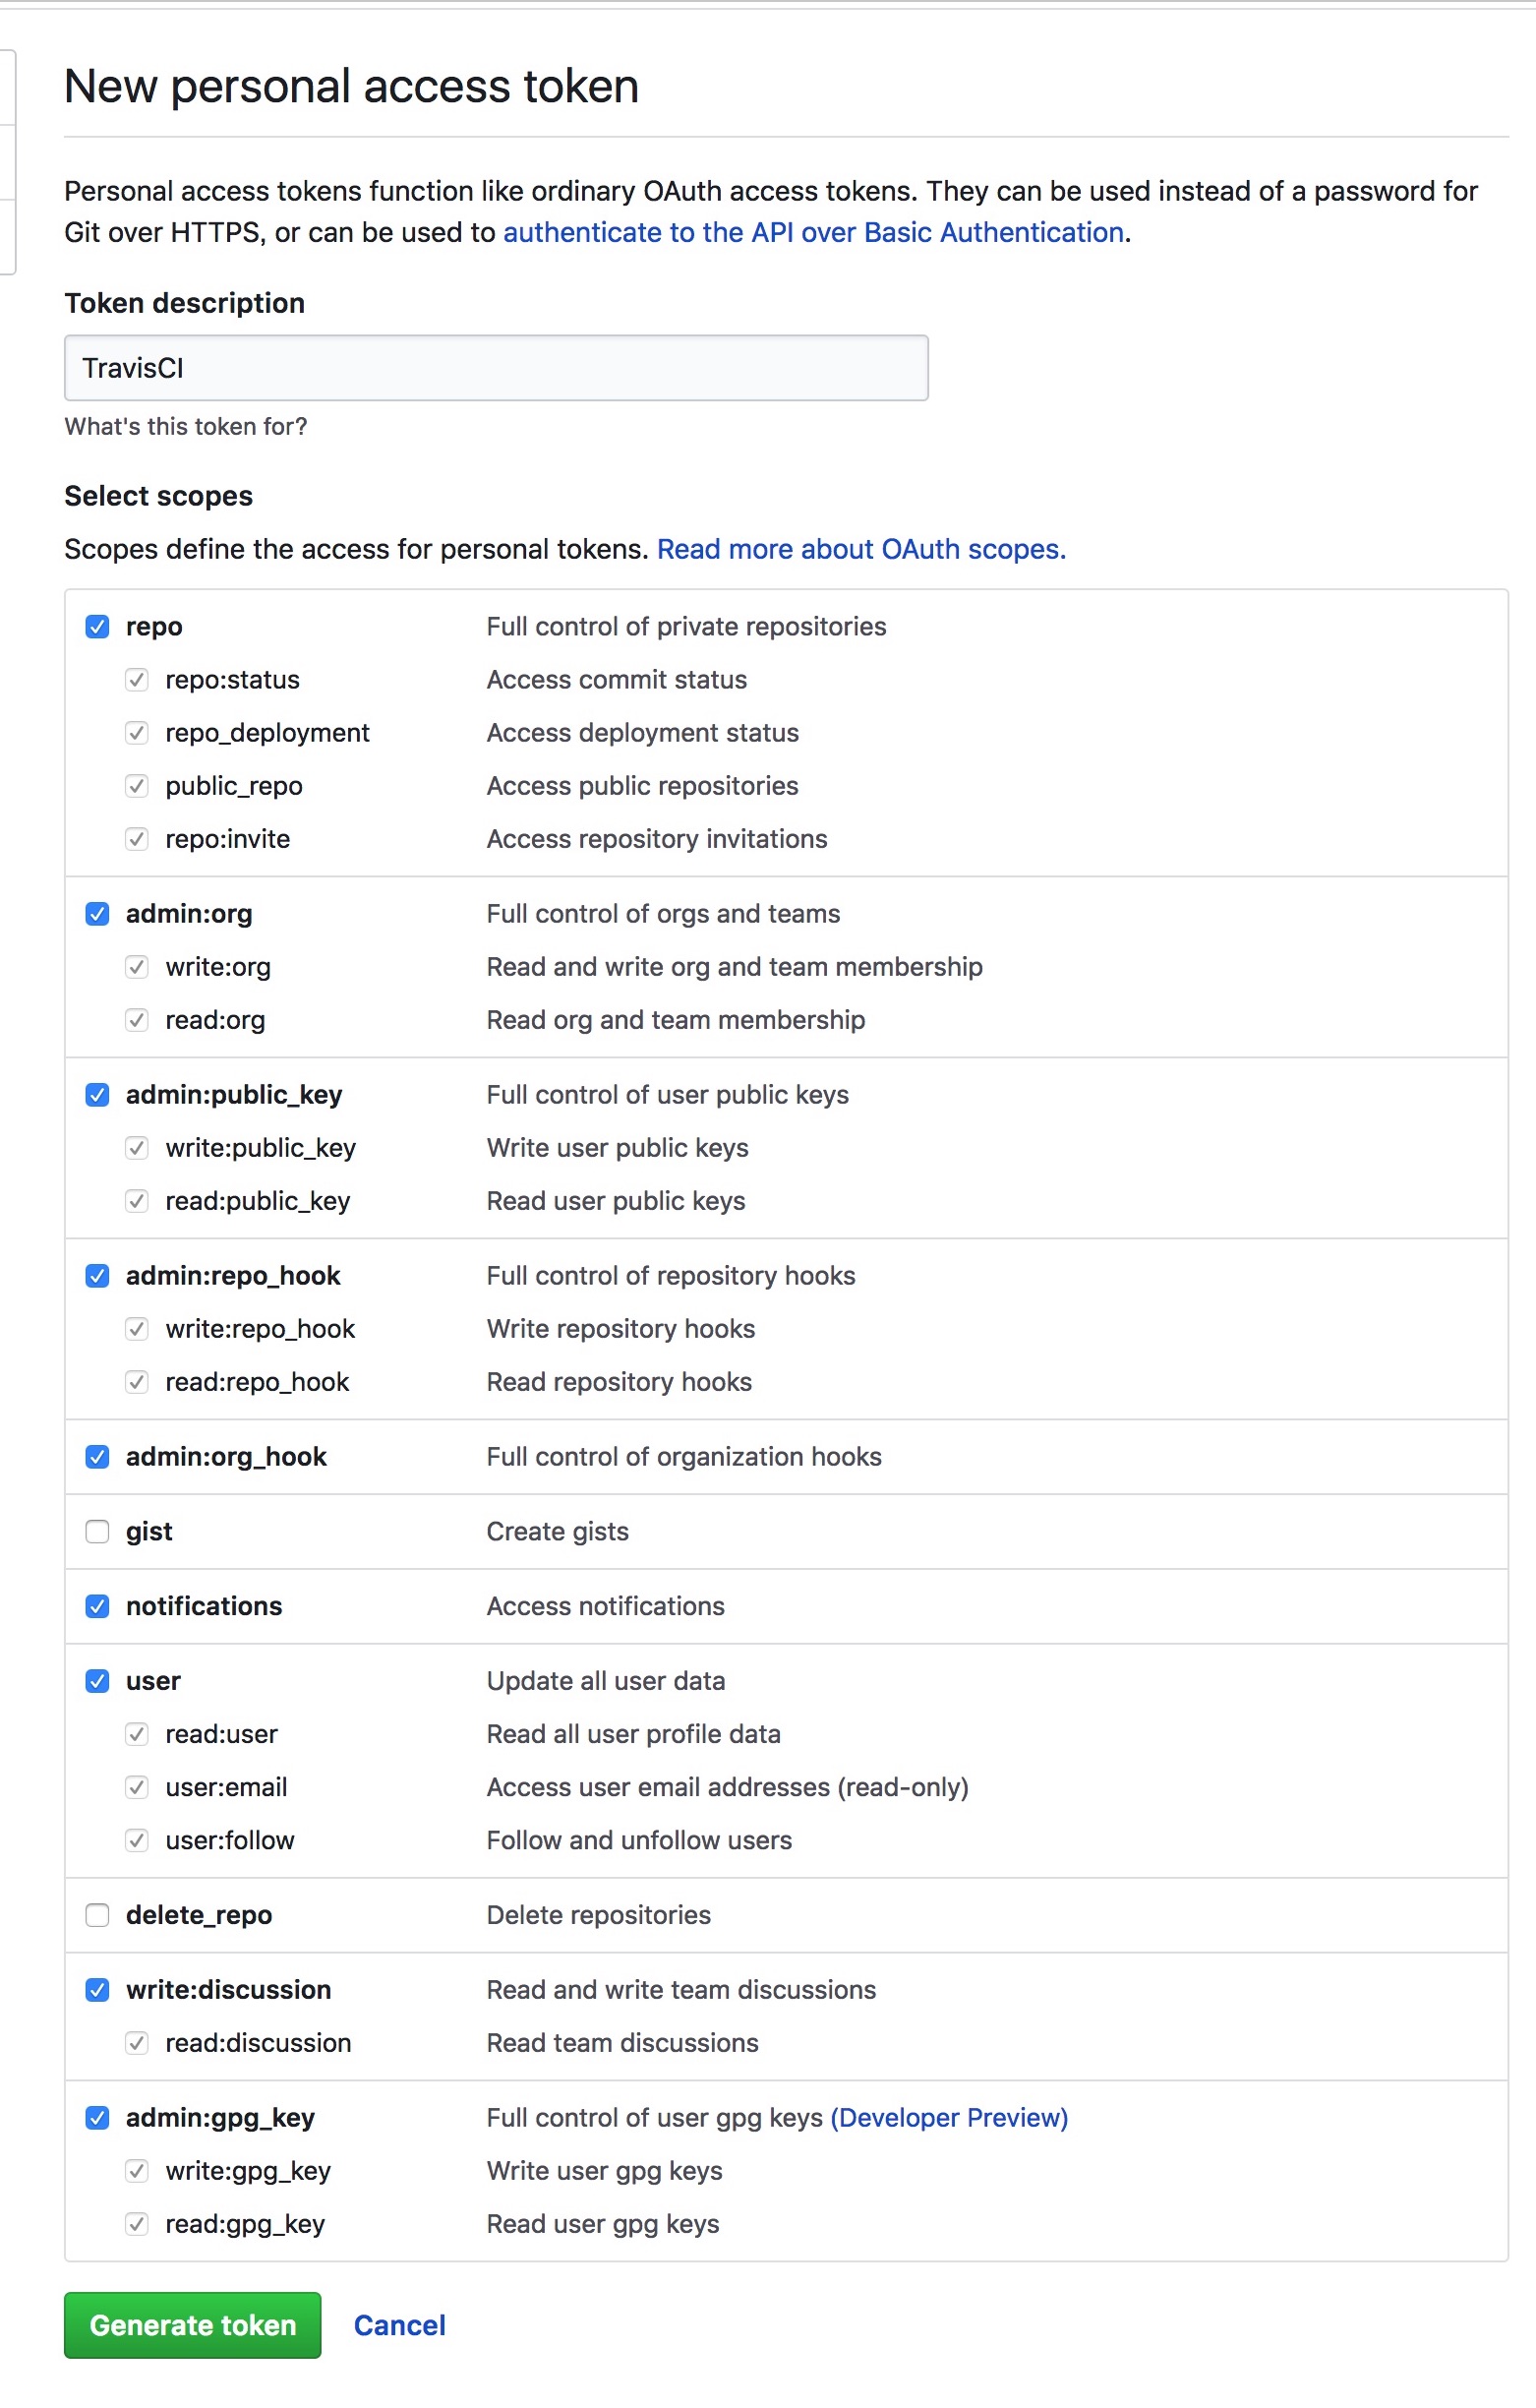 New personal access token
Personal access tokens function like ordinary OAuth access tokens. They can be used instead of a password for
Git over HTTPS, or can be used to authenticate to the API over Basic Authentication.
Token description
TravisCI
What's this token for?
Select scopes
Scopes define the access for personal tokens. Read more about OAuth scopes.
repo Full control of private repositories
repo:status Access commit status
repo_deployment Access deployment status
public_repo Access public repositories
repo:invite Access repository invitations
admin:org Full control of orgs and teams
write:org Read and write org and team membership
read:org Read org and team membership
admin:public_key Full control of user public keys
write:public_key Write user public keys
read:public_key Read user public keys
admin:repo_hook Full control of repository hooks
write:repo_hook Write repository hooks
read:repo_hook Read repository hooks
admin:org_hook Full control of organization hooks
gist Create gists
notifications Access notifications
user Update all user data
read:user Read all user profile data
user:email Access user email addresses (read-only)
user:follow Follow and unfollow users
delete_repo Delete repositories
write:discussion Read and write team discussions
read:discussion Read team discussions
admin:gpg_key Full control of user gpg keys (Developer Preview)
write:gpg_key Write user gpg keys
read:gpg_key Read user gpg keys
Generate token Cancel